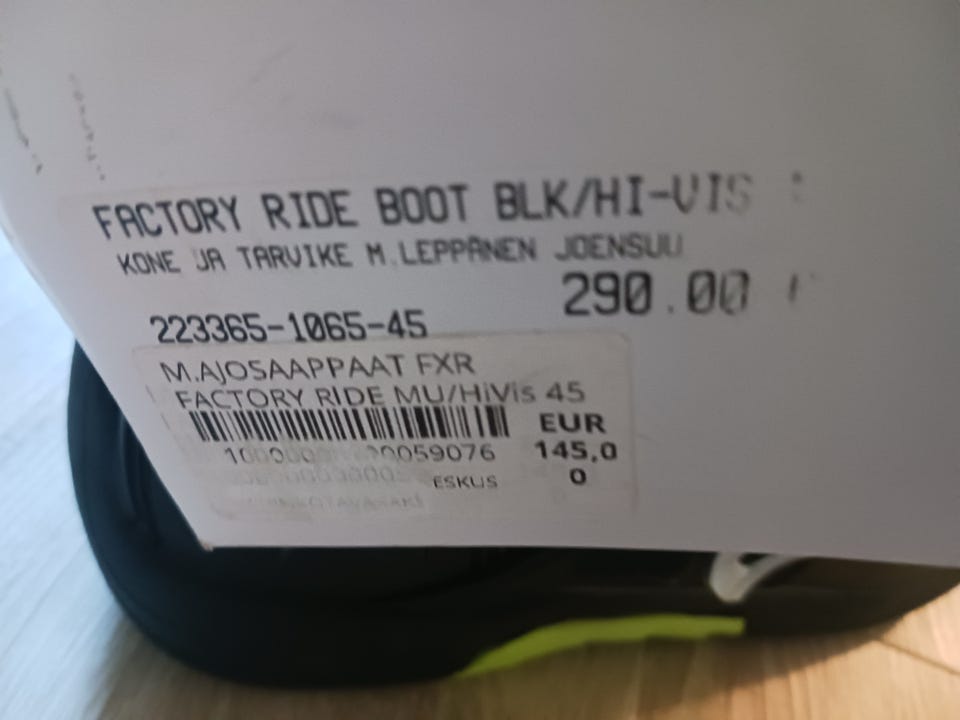 FACTORY RIDE BOOT BLK/HI-VIS
KONE JA TARVIKE M.LEPPÄNEN JOENSUU
290.00
223365-1065-45
M.AJOSAAPPAAT FXR
FACTORY RIDE MU/HiVis 45
EUR
145,0
0
ESKUS